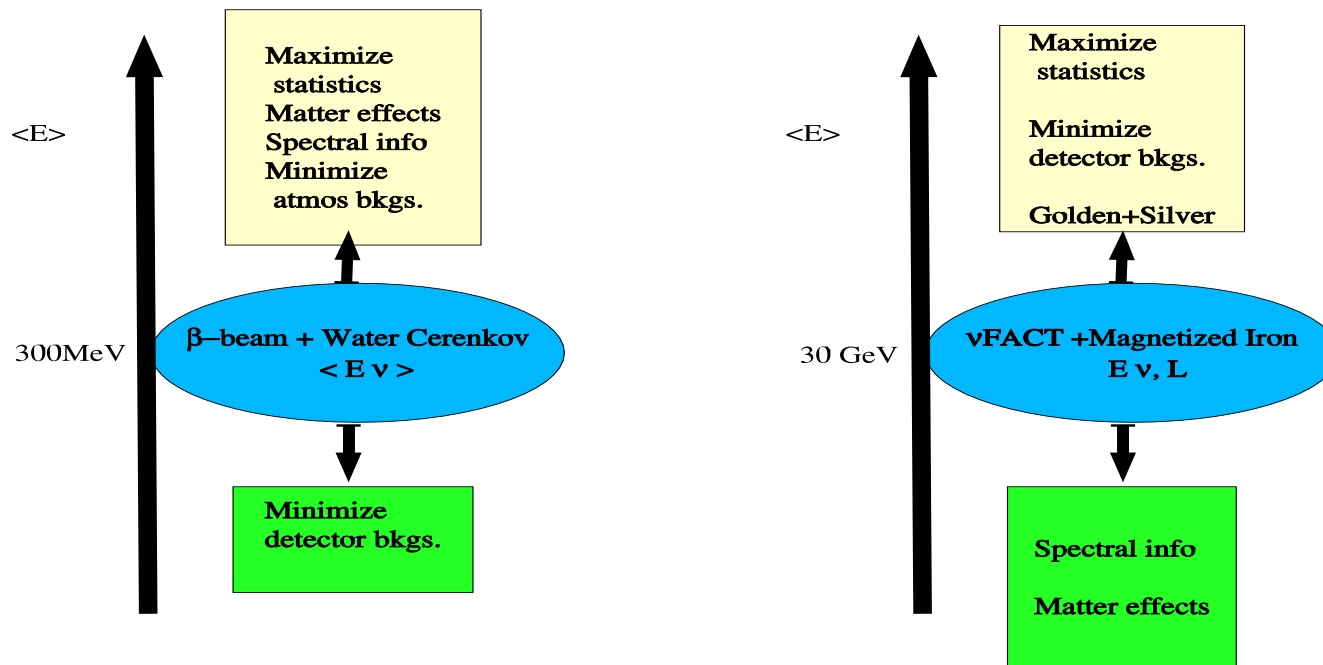 Maximize
statistics
Matter effects
Spectral info
Minimize
atmos bkgs.
<E>
300MeV
β−beam + Water Cerenkov
< E ν >
Minimize
detector bkgs.
Maximize
statistics
Minimize
detector bkgs.
Golden+Silver
<E>
30 GeV
νFACT +Magnetized Iron
E ν, L
Spectral info
Matter effects